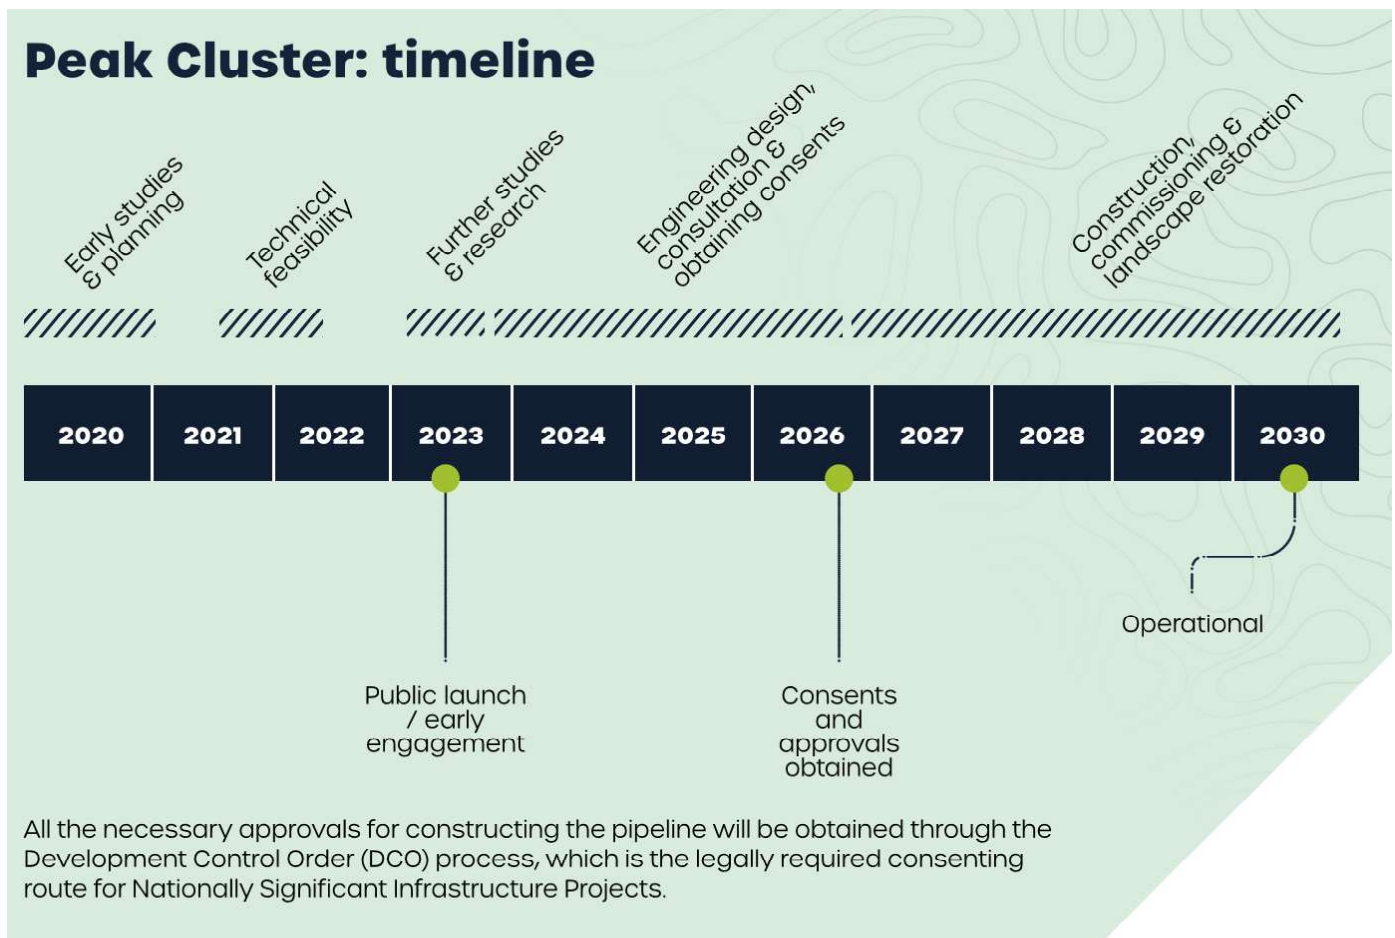 Peak Cluster: timeline
Early studies
& planning
Technical
feasibility
Further studies
& research
Engineering design,
consultation &
obtaining consents
Construction,
commissioning &
landscape restoration
2020
2021
2022
2023
2024
2025
2026
2027
2028
2029
2030
Public launch
/ early
engagement
Consents
and
approvals
obtained
Operational
All the necessary approvals for constructing the pipeline will be obtained through the
Development Control Order (DCO) process, which is the legally required consenting
route for Nationally Significant Infrastructure Projects.